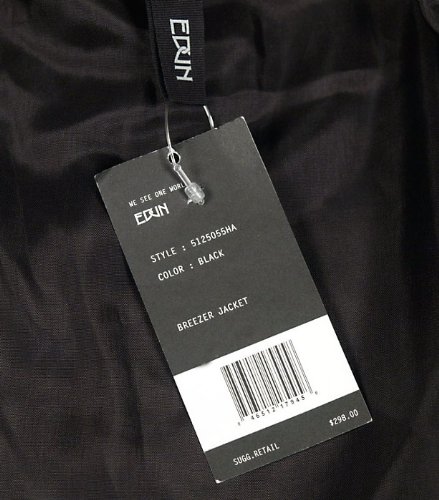 EDUN
WE SEE ONE WORLD
EDUN
STYLE : 5125055HA
COLOR : BLACK
BREEZER JACKET
SUGG.RETAIL
$298.00